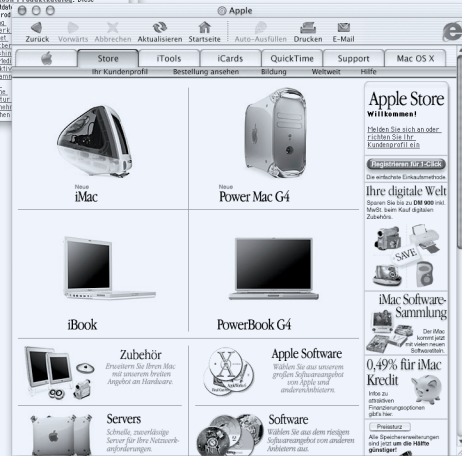 Apple
Zurück Vorwärts Abbrechen Aktualisieren Startseite Auto-Ausfüllen Drucken E-Mail
Store iTools iCards QuickTime Support Mac OS X
Ihr Kundenprofil Bestellung ansehen Bildung Weltweit Hilfe
Neue
iMac
Neue
Power Mac G4
iBook
PowerBook G4
Zubehör
Erweitern Sie Ihren Mac
mit unserem breiten
Angebot an Hardware.
Apple Software
Wählen Sie aus unserem
großen Softwareangebot
von Apple und
anderen Anbietern.
Servers
Schnelle, zuverlässige
Server für Ihre Netzwerk-
anforderungen.
Software
Wählen Sie aus dem riesigen
Softwareangebot von anderen
Anbietern aus.
Apple Store
Willkommen!
Melden Sie sich an oder
richten Sie Ihr
Kundenprofil ein
Registrieren für 1-Click
Die einfachste Einkaufsmethode.
Ihre digitale Welt
Sparen Sie bis zu DM 900 inkl.
MwSt. beim Kauf digitalen
Zubehörs.
SAVE
iMac Software-
Sammlung
Der iMac
kommt jetzt
mit vielen neuen
Softwaretiteln.
0,49% für iMac
Kredit
Infos zu
attraktiven
Finanzierungsoptionen
gibt's hier.
Preissturz
Alle Speichererweiterungen
sind jetzt um die Hälfte
günstiger!